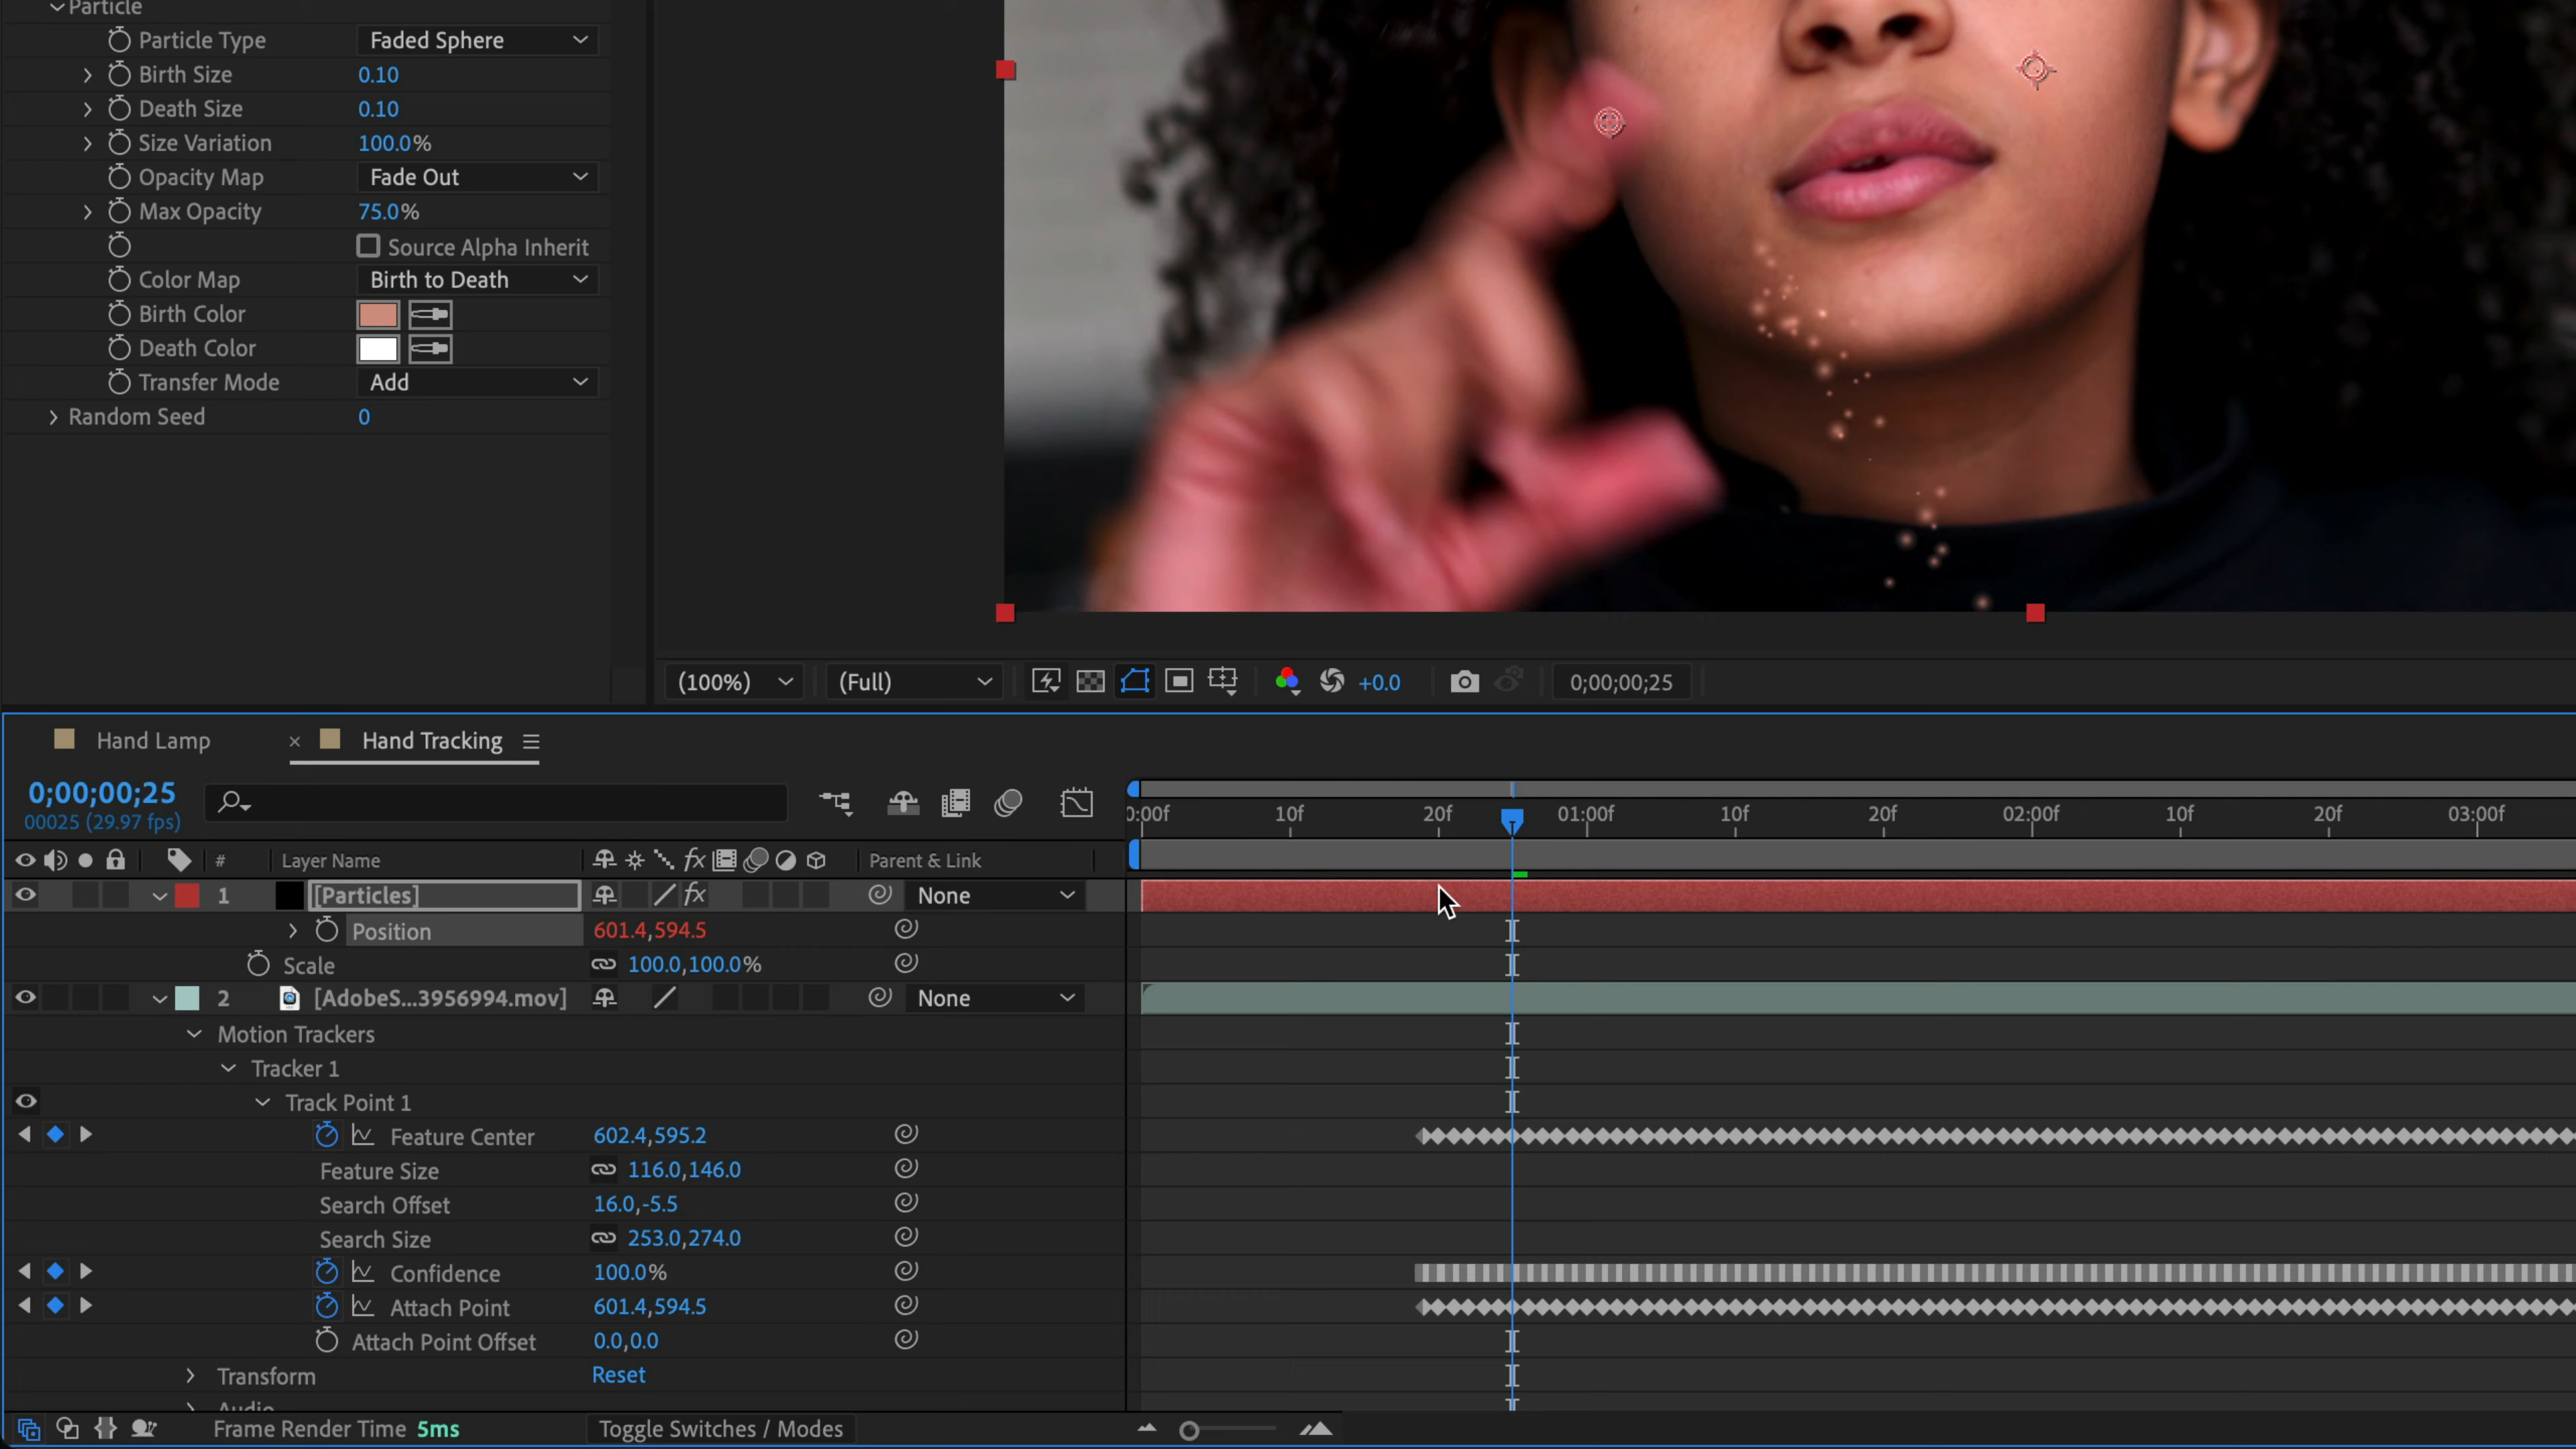 Particle
Particle Type Faded Sphere
Birth Size 0.10
Death Size 0.10
Size Variation 100.0%
Opacity Map Fade Out
Max Opacity 75.0%
Source Alpha Inherit
Color Map Birth to Death
Birth Color
Death Color
Transfer Mode Add
Random Seed 0
(100%) (Full) +0.0 0;00;00;25
Hand Lamp × Hand Tracking
0;00;00;25
00025 (29.97 fps)
0:00f 10f 20f 01:00f 10f 20f 02:00f 10f 20f 03:00f
# Layer Name fx Parent & Link
1 [Particles] fx None
Position 601.4,594.5
Scale 100.0,100.0%
2 [AdobeS...3956994.mov] None
Motion Trackers
Tracker 1
Track Point 1
Feature Center 602.4,595.2
Feature Size 116.0,146.0
Search Offset 16.0,-5.5
Search Size 253.0,274.0
Confidence 100.0%
Attach Point 601.4,594.5
Attach Point Offset 0.0,0.0
Transform Reset
Audio
Frame Render Time 5ms Toggle Switches / Modes